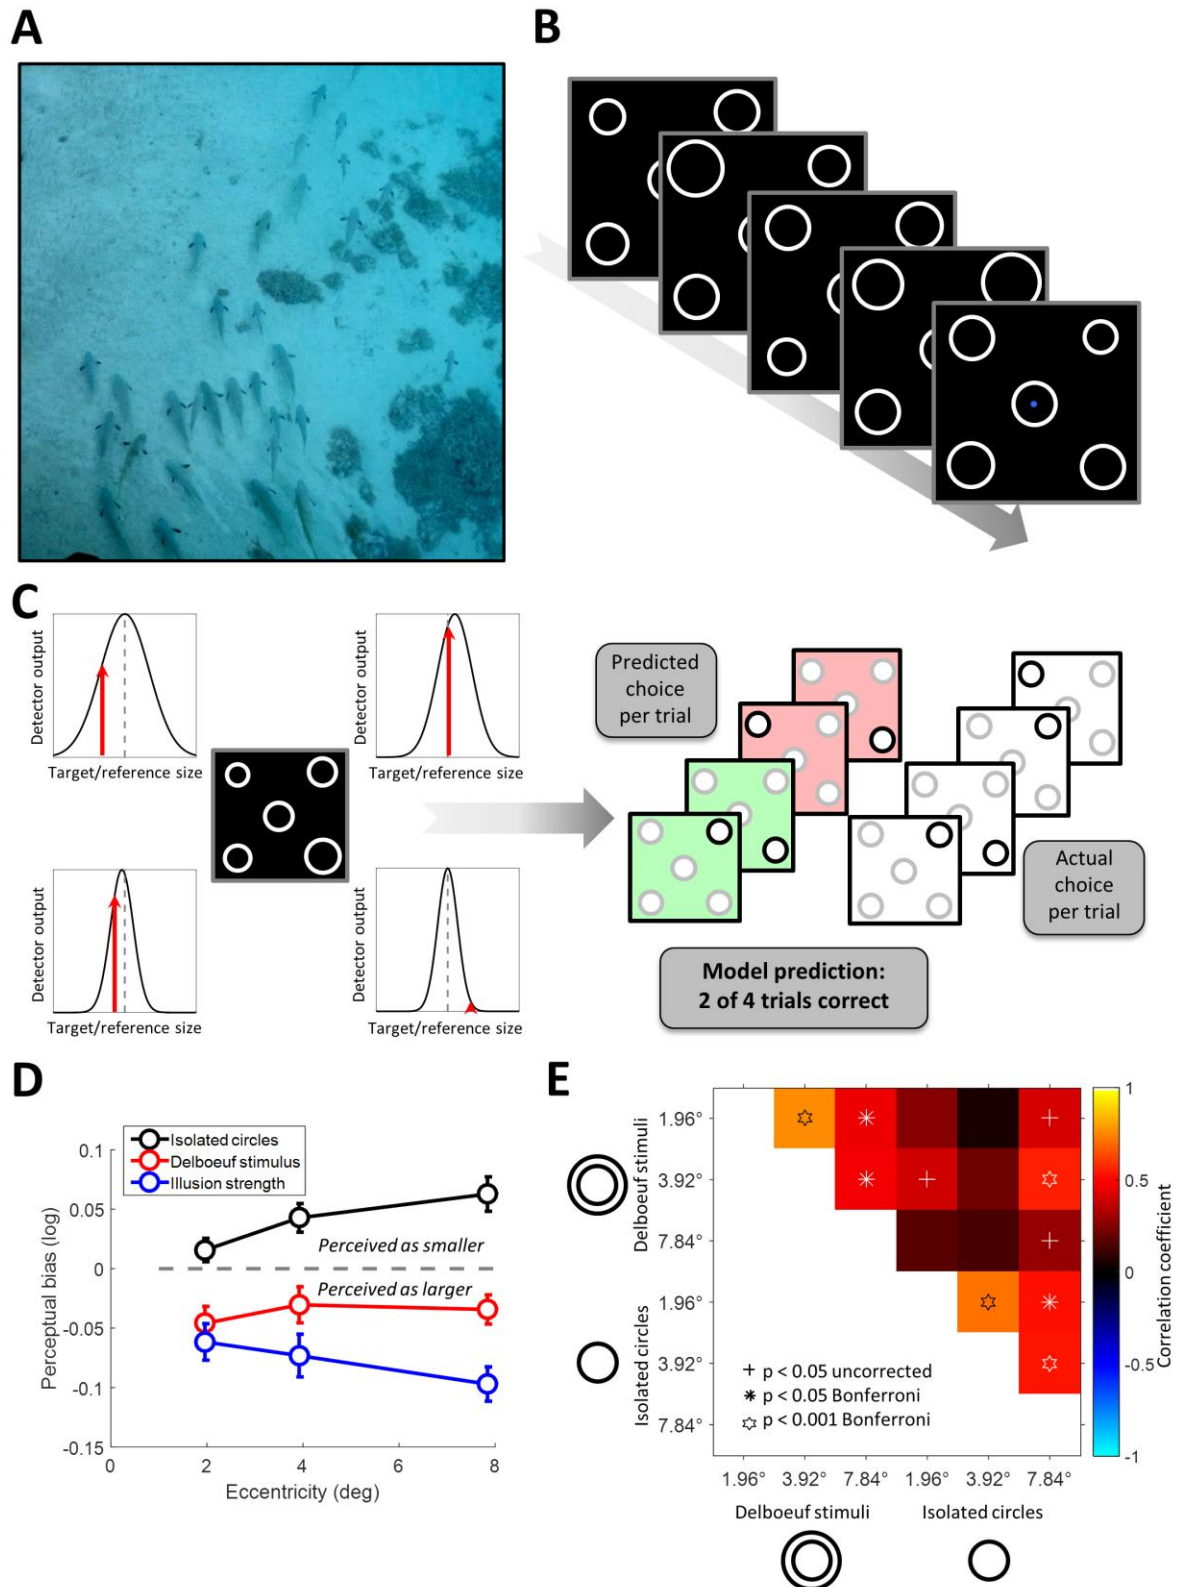 A
B
C
Detector output
Target/reference size
Detector output
Target/reference size
Detector output
Target/reference size
Detector output
Target/reference size
Predicted
choice
per trial
Actual
choice
per trial
Model prediction:
2 of 4 trials correct
D
Isolated circles
Delboeuf stimulus
Illusion strength
Perceived as smaller
Perceived as larger
Perceptual bias (log)
0.1
0.05
0
-0.05
-0.1
-0.15
0
2
4
6
8
Eccentricity (deg)
E
Delboeuf stimuli
Isolated circles
1.96°
3.92°
7.84°
1.96°
3.92°
7.84°
+ p < 0.05 uncorrected
* p < 0.05 Bonferroni
✡ p < 0.001 Bonferroni
1.96° 3.92° 7.84° 1.96° 3.92° 7.84°
Delboeuf stimuli
Isolated circles
1
0.5
0
-0.5
-1
Correlation coefficient